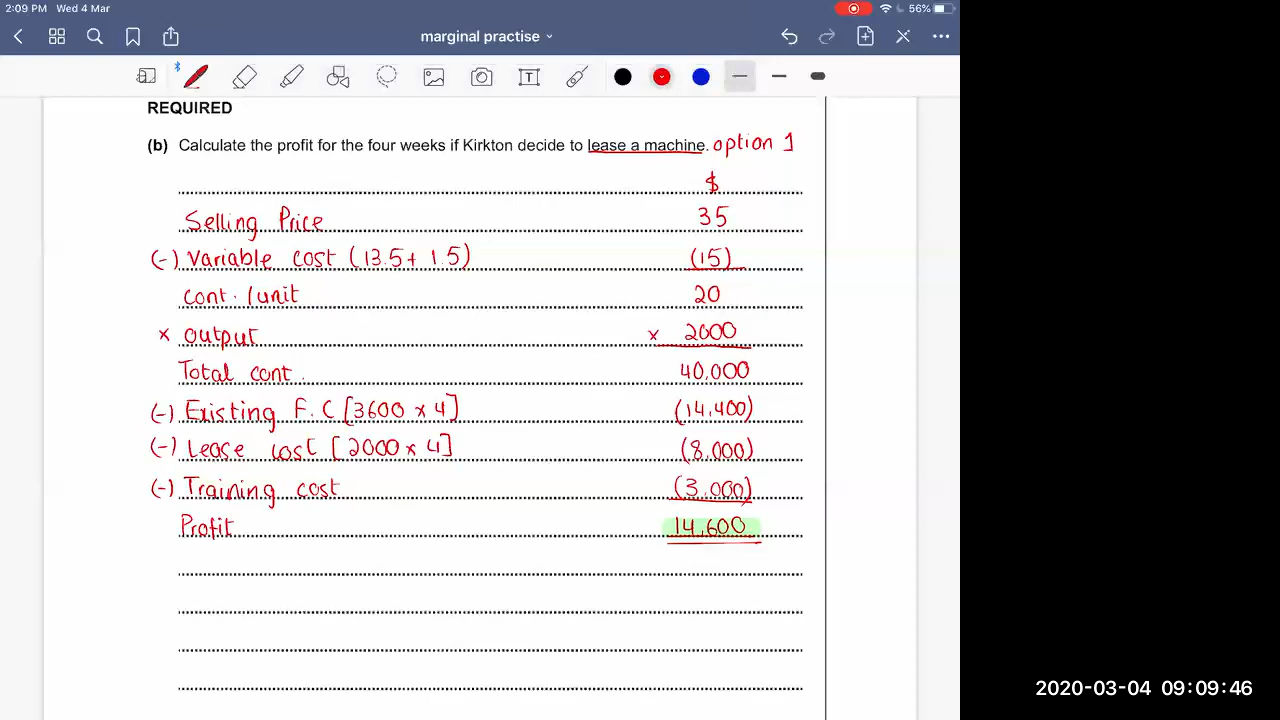 2:09 PM Wed 4 Mar
56%
marginal practise
T
REQUIRED
(b) Calculate the profit for the four weeks if Kirkton decide to lease a machine. option 1
$
Selling Price 35
(-) Variable cost (13.5+ 1.5) (15)
Cont. / unit 20
x output x 2000
Total cont. 40,000
(-) Existing F.C [3600 x 4] (14,400)
(-) Lease cost [2000 x 4] (8,000)
(-) Training cost (3,000)
Profit 14,600
2020-03-04 09:09:46